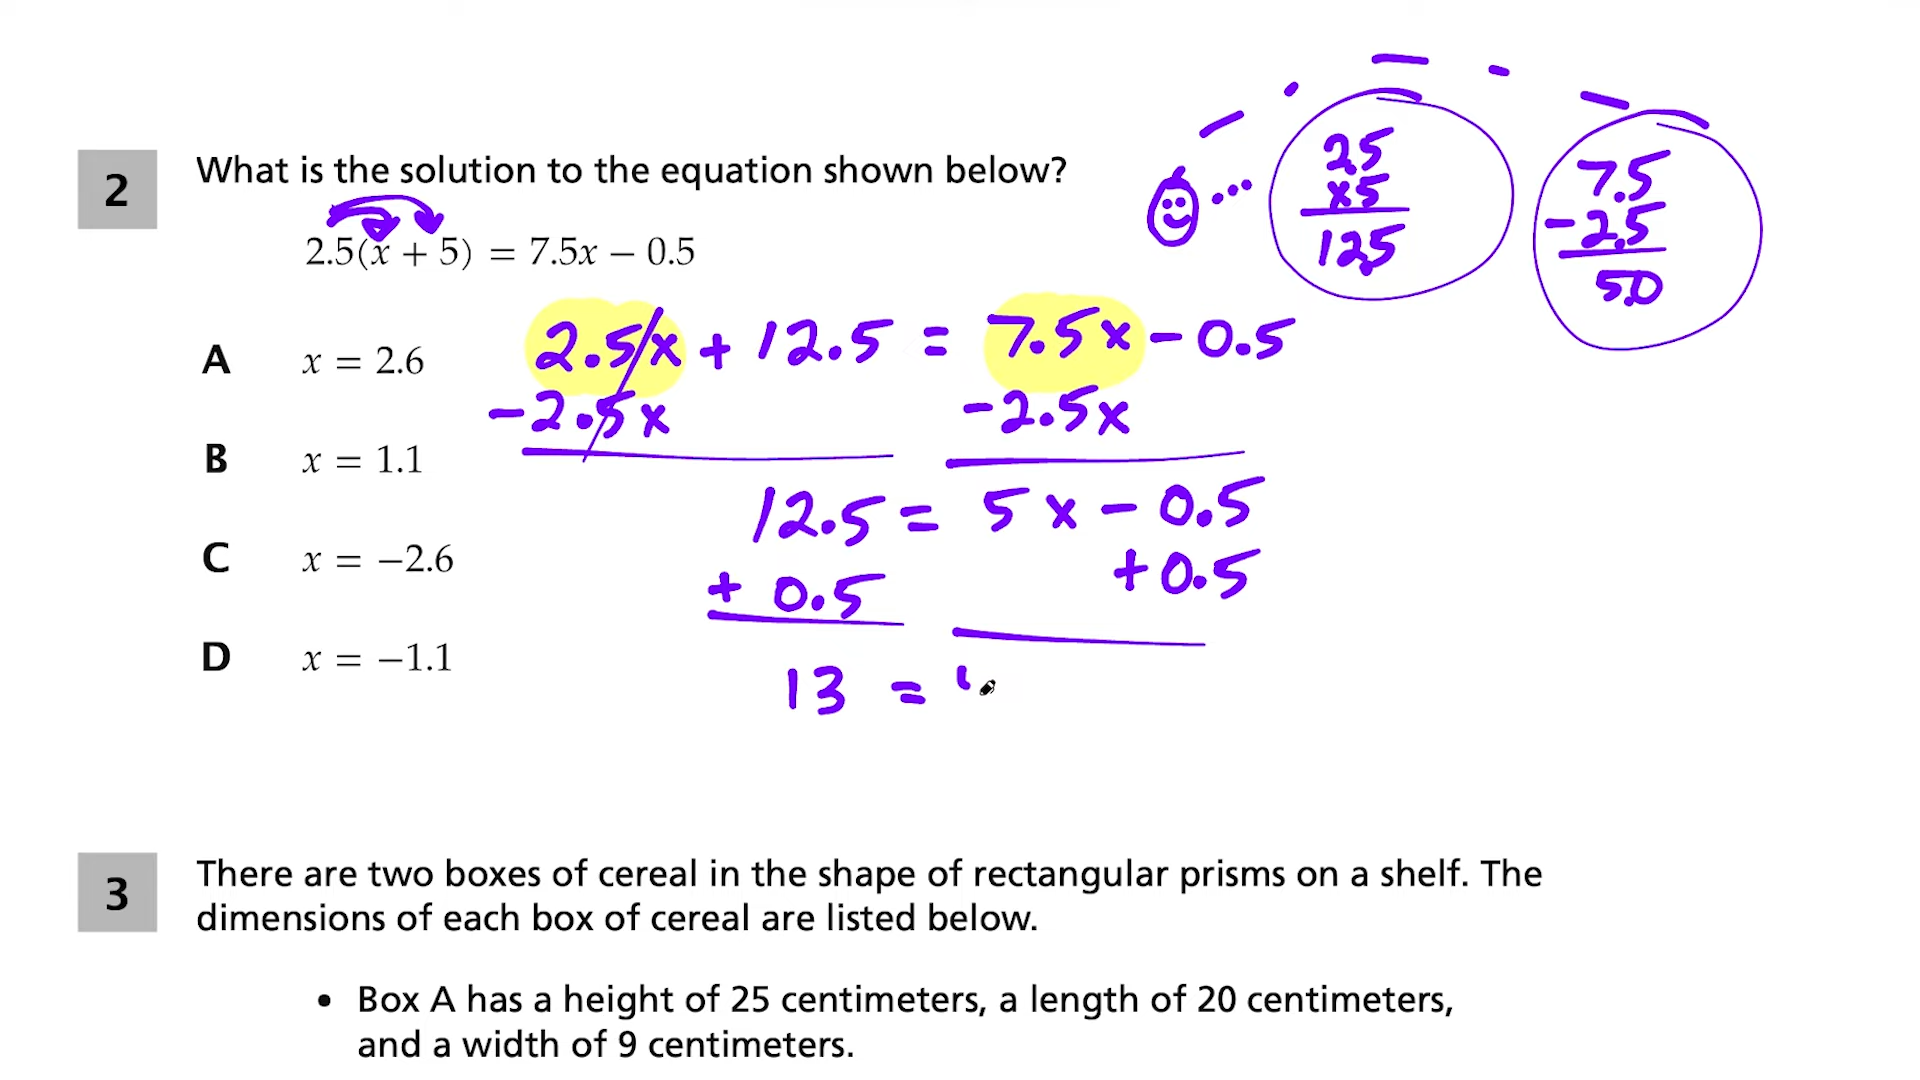 2 What is the solution to the equation shown below?
2.5(x + 5) = 7.5x − 0.5
A x = 2.6
B x = 1.1
C x = −2.6
D x = −1.1
2.5x + 12.5 = 7.5x - 0.5
-2.5x -2.5x
12.5 = 5x - 0.5
+ 0.5 +0.5
13 =
2.5
x5
12.5
7.5
-2.5
5.0
3 There are two boxes of cereal in the shape of rectangular prisms on a shelf. The
dimensions of each box of cereal are listed below.
• Box A has a height of 25 centimeters, a length of 20 centimeters,
and a width of 9 centimeters.